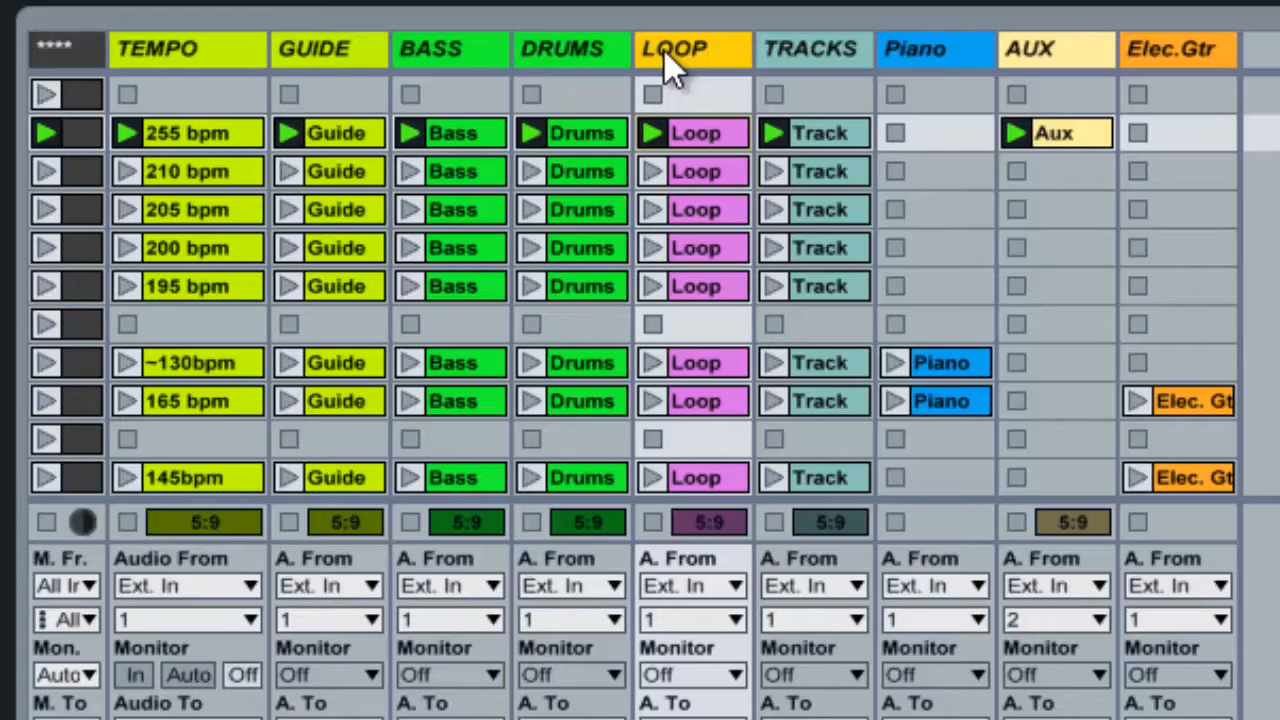 **** TEMPO GUIDE BASS DRUMS LOOP TRACKS Piano AUX Elec.Gtr
255 bpm Guide Bass Drums Loop Track Aux
210 bpm Guide Bass Drums Loop Track
205 bpm Guide Bass Drums Loop Track
200 bpm Guide Bass Drums Loop Track
195 bpm Guide Bass Drums Loop Track
~130bpm Guide Bass Drums Loop Track Piano
165 bpm Guide Bass Drums Loop Track Piano Elec. Gt
145bpm Guide Bass Drums Loop Track Elec. Gt
5:9 5:9 5:9 5:9 5:9 5:9 5:9
M. Fr. Audio From A. From A. From A. From A. From A. From A. From A. From A. From
All Ir Ext. In Ext. In Ext. In Ext. In Ext. In Ext. In Ext. In Ext. In Ext. In
All 1 1 1 1 1 1 1 2 1
Mon. Monitor Monitor Monitor Monitor Monitor Monitor Monitor Monitor Monitor
Auto In Auto Off Off Off Off Off Off Off Off Off
M. To Audio To A. To A. To A. To A. To A. To A. To A. To A. To